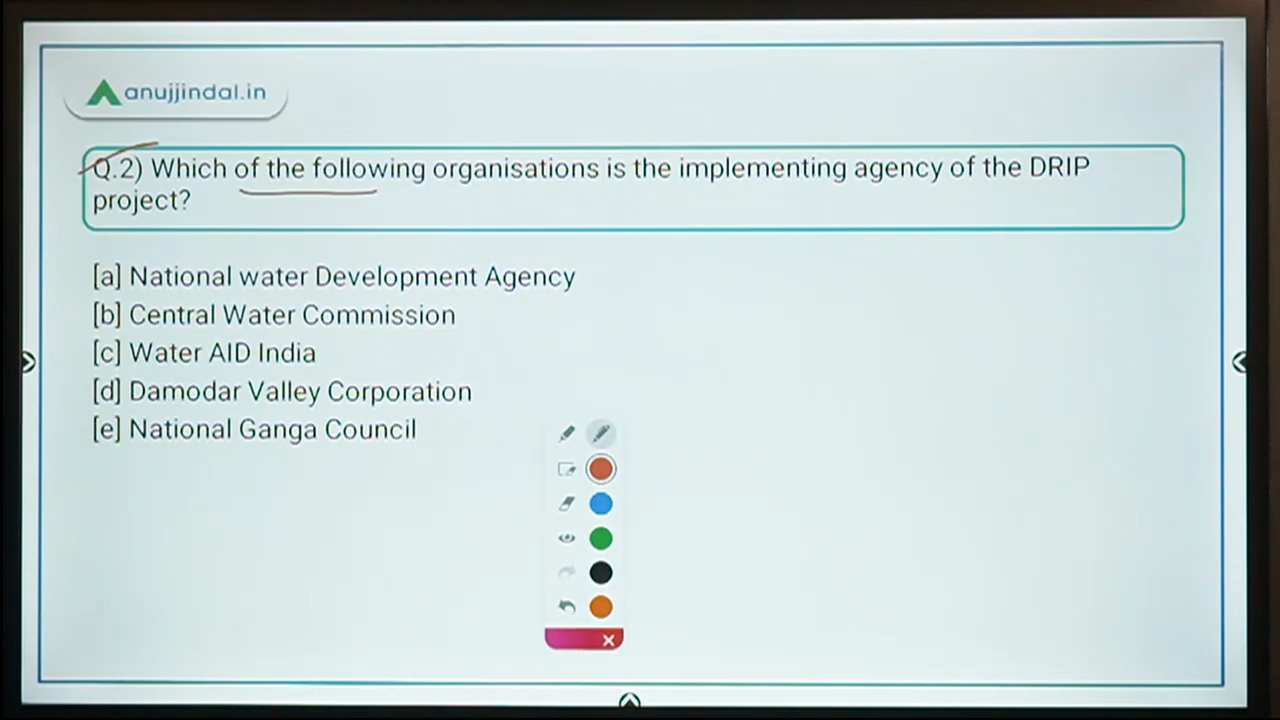 anujjindal.in
Q.2) Which of the following organisations is the implementing agency of the DRIP
project?
[a] National water Development Agency
[b] Central Water Commission
[c] Water AID India
[d] Damodar Valley Corporation
[e] National Ganga Council